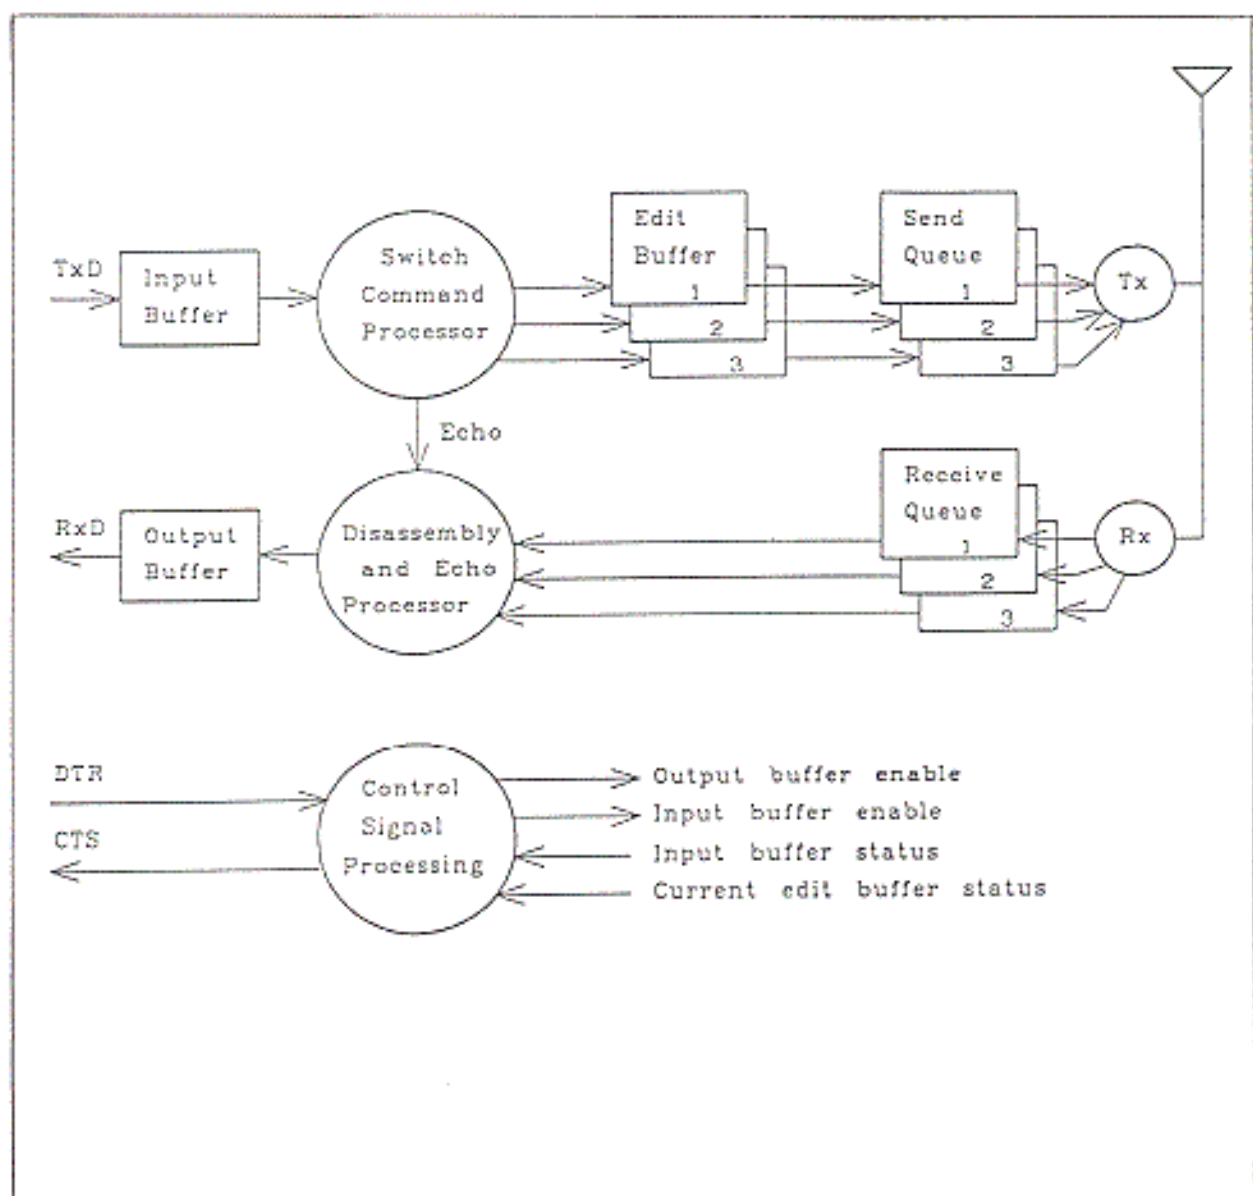 TxD
Input
Buffer
Switch
Command
Processor
Edit
Buffer
1
2
3
Send
Queue
1
2
3
Tx
Echo
RxD
Output
Buffer
Disassembly
and Echo
Processor
Receive
Queue
1
2
3
Rx
DTR
CTS
Control
Signal
Processing
Output buffer enable
Input buffer enable
Input buffer status
Current edit buffer status